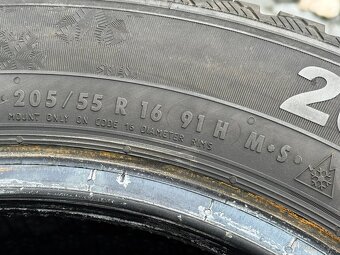 205/55 R 16 91 H M•S•
MOUNT ONLY ON CODE 16 DIAMETER RIMS